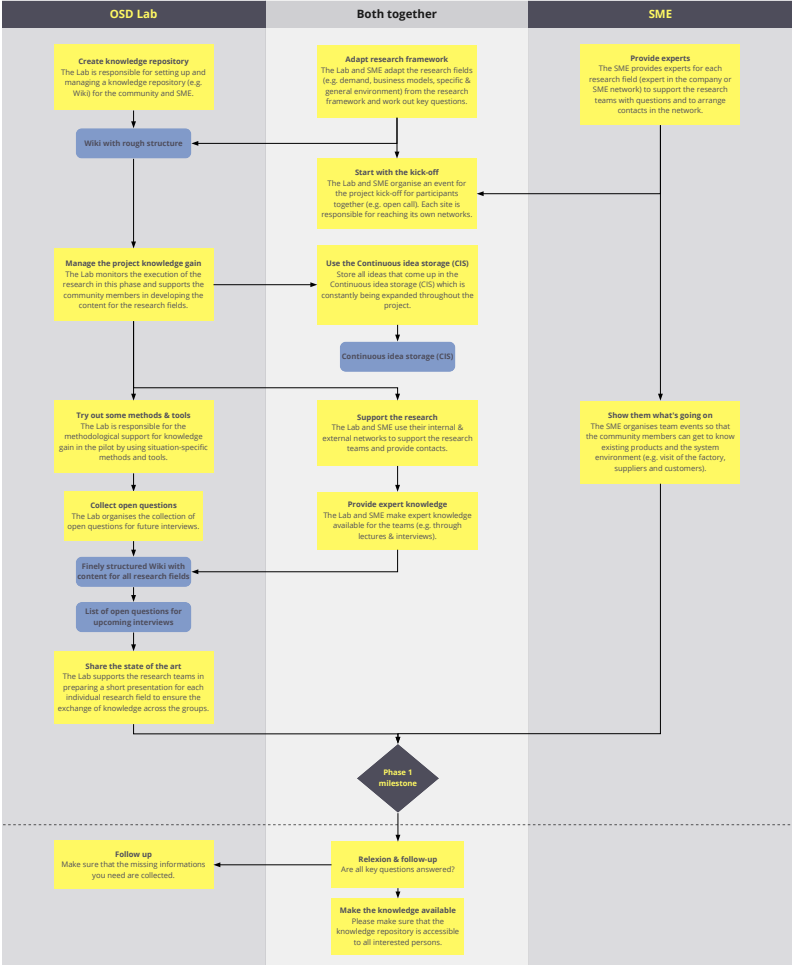 OSD Lab
Both together
SME
Create knowledge repository
The Lab is responsible for setting up and
managing a knowledge repository (e.g.
Wiki) for the community and SME.
Adapt research framework
The Lab and SME adapt the research fields
(e.g. demand, business models, specific &
general environment) from the research
framework and work out key questions.
Provide experts
The SME provides experts for each
research field (expert in the company or
SME network) to support the research
teams with questions and to arrange
contacts in the network.
Wiki with rough structure
Start with the kick-off
The Lab and SME organise an event for
the project kick-off for participants
together (e.g. open call). Each site is
responsible for reaching its own networks.
Manage the project knowledge gain
The Lab monitors the execution of the
research in this phase and supports the
community members in developing the
content for the research fields.
Use the Continuous idea storage (CIS)
Store all ideas that come up in the
Continuous idea storage (CIS) which is
constantly being expanded throughout the
project.
Continuous idea storage (CIS)
Try out some methods & tools
The Lab is responsible for the
methodological support for knowledge
gain in the pilot by using situation-specific
methods and tools.
Support the research
The Lab and SME use their internal &
external networks to support the research
teams and provide contacts.
Show them what's going on
The SME organises team events so that
the community members can get to know
existing products and the system
environment (e.g. visit of the factory,
suppliers and customers).
Collect open questions
The Lab organises the collection of
open questions for future interviews.
Provide expert knowledge
The Lab and SME make expert knowledge
available for the teams (e.g. through
lectures & interviews).
Finely structured Wiki with
content for all research fields
List of open questions for
upcoming interviews
Share the state of the art
The Lab supports the research teams in
preparing a short presentation for each
individual research field to ensure the
exchange of knowledge across the groups.
Phase 1
milestone
Follow up
Make sure that the missing informations
you need are collected.
Relexion & follow-up
Are all key questions answered?
Make the knowledge available
Please make sure that the
knowledge repository is accessible
to all interested persons.